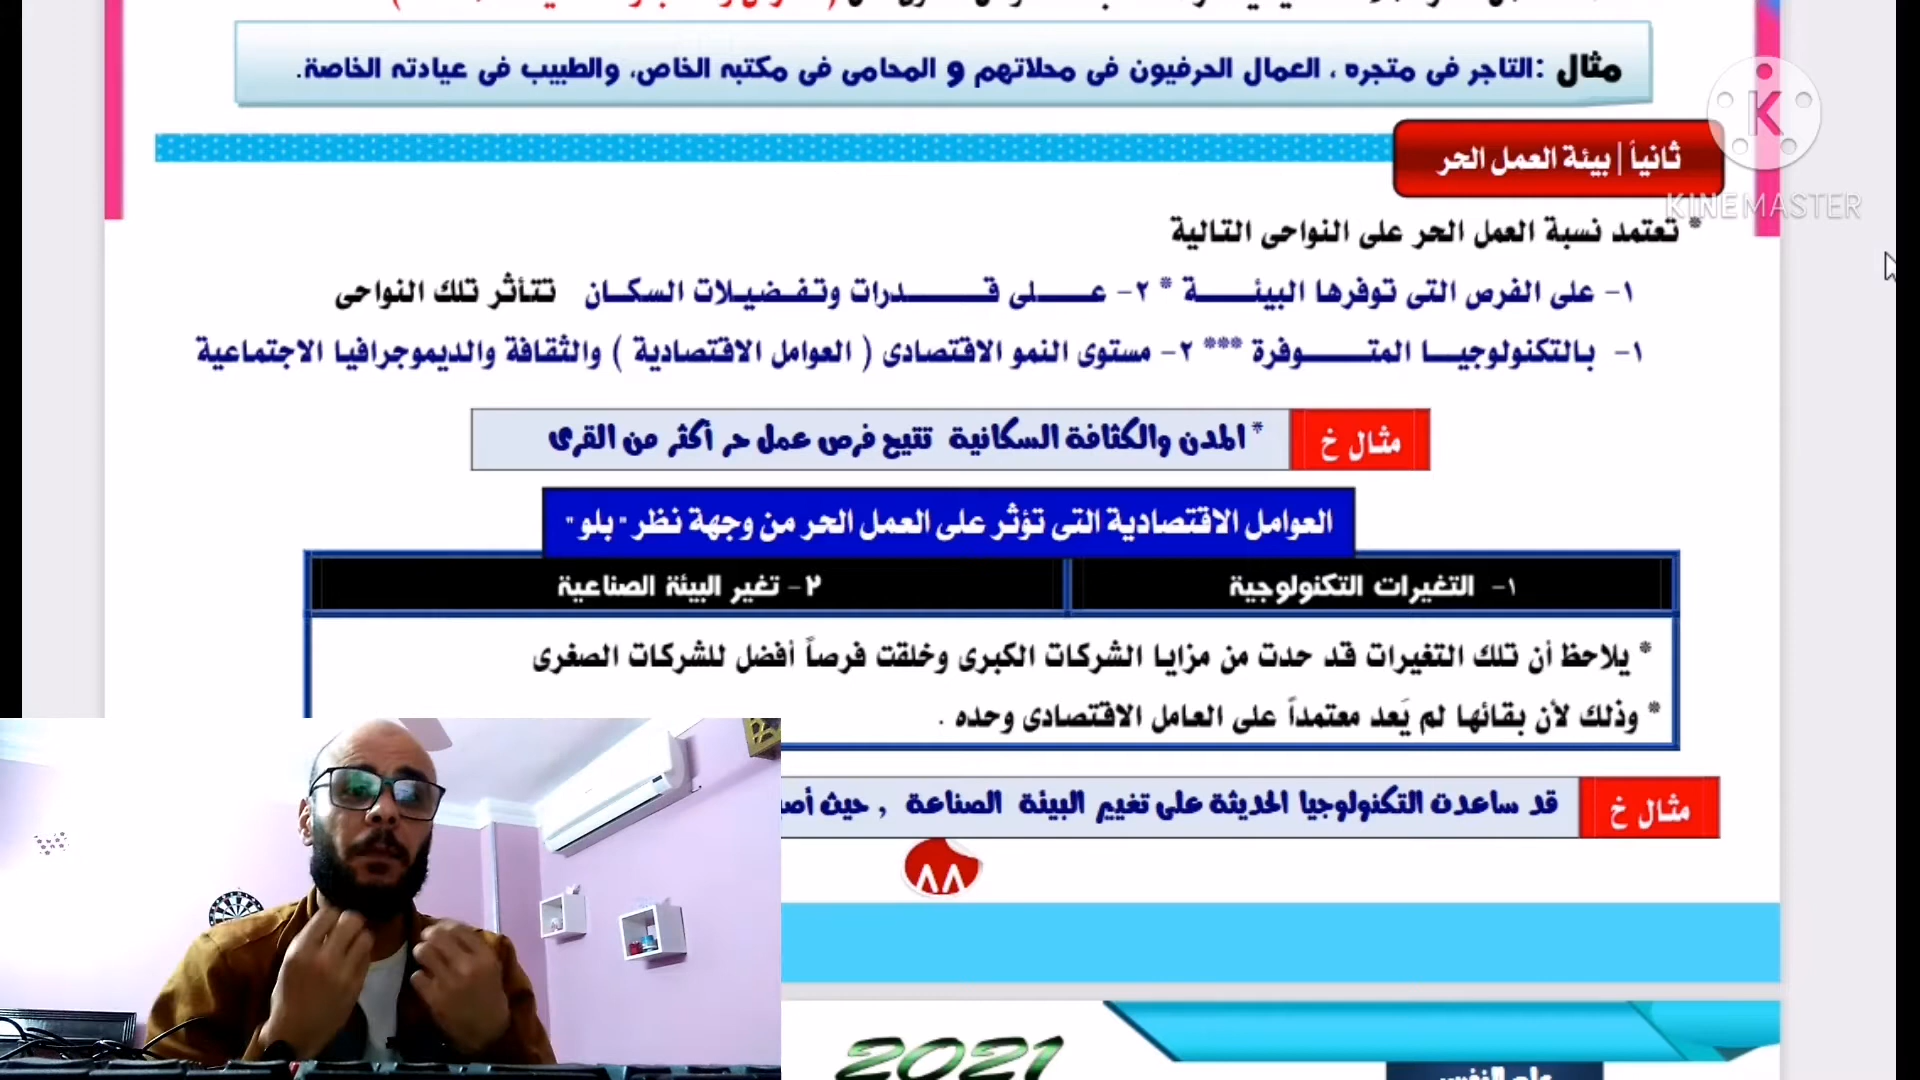 مثال :التاجر فى متجره ، العمال الحرفيون فى محلاتهم و المحامى فى مكتبه الخاص، والطبيب فى عيادته الخاصة.
ثانياً | بيئة العمل الحر
KINEMASTER
* تعتمد نسبة العمل الحر على النواحى التالية
١- على الفرص التى توفرها البيئة * ٢- على قدرات وتفضيلات السكان تتأثر تلك النواحى
١- بالتكنولوجيا المتوفرة *** ٢- مستوى النمو الاقتصادى ( العوامل الاقتصادية ) والثقافة والديموجرافيا الاجتماعية
مثال خ * المدن والكثافة السكانية تتيح فرص عمل حر أكثر من القرى
العوامل الاقتصادية التى تؤثر على العمل الحر من وجهة نظر " بلو "
١- التغيرات التكنولوجية
٢- تغير البيئة الصناعية
* يلاحظ أن تلك التغيرات قد حدت من مزايا الشركات الكبرى وخلقت فرصاً أفضل للشركات الصغرى
* وذلك لأن بقائها لم يَعد معتمداً على العامل الاقتصادى وحده .
مثال خ قد ساعدت التكنولوجيا الحديثة على تغيير البيئة الصناعة , حيث
٨٨
2021